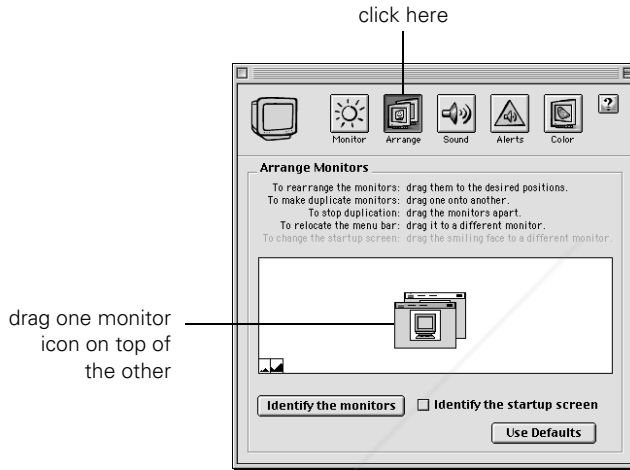 click here
?
Monitor Arrange Sound Alerts Color
Arrange Monitors
To rearrange the monitors: drag them to the desired positions.
To make duplicate monitors: drag one onto another.
To stop duplication: drag the monitors apart.
To relocate the menu bar: drag it to a different monitor.
To change the startup screen: drag the smiling face to a different monitor.
drag one monitor
icon on top of
the other
Identify the monitors Identify the startup screen
Use Defaults